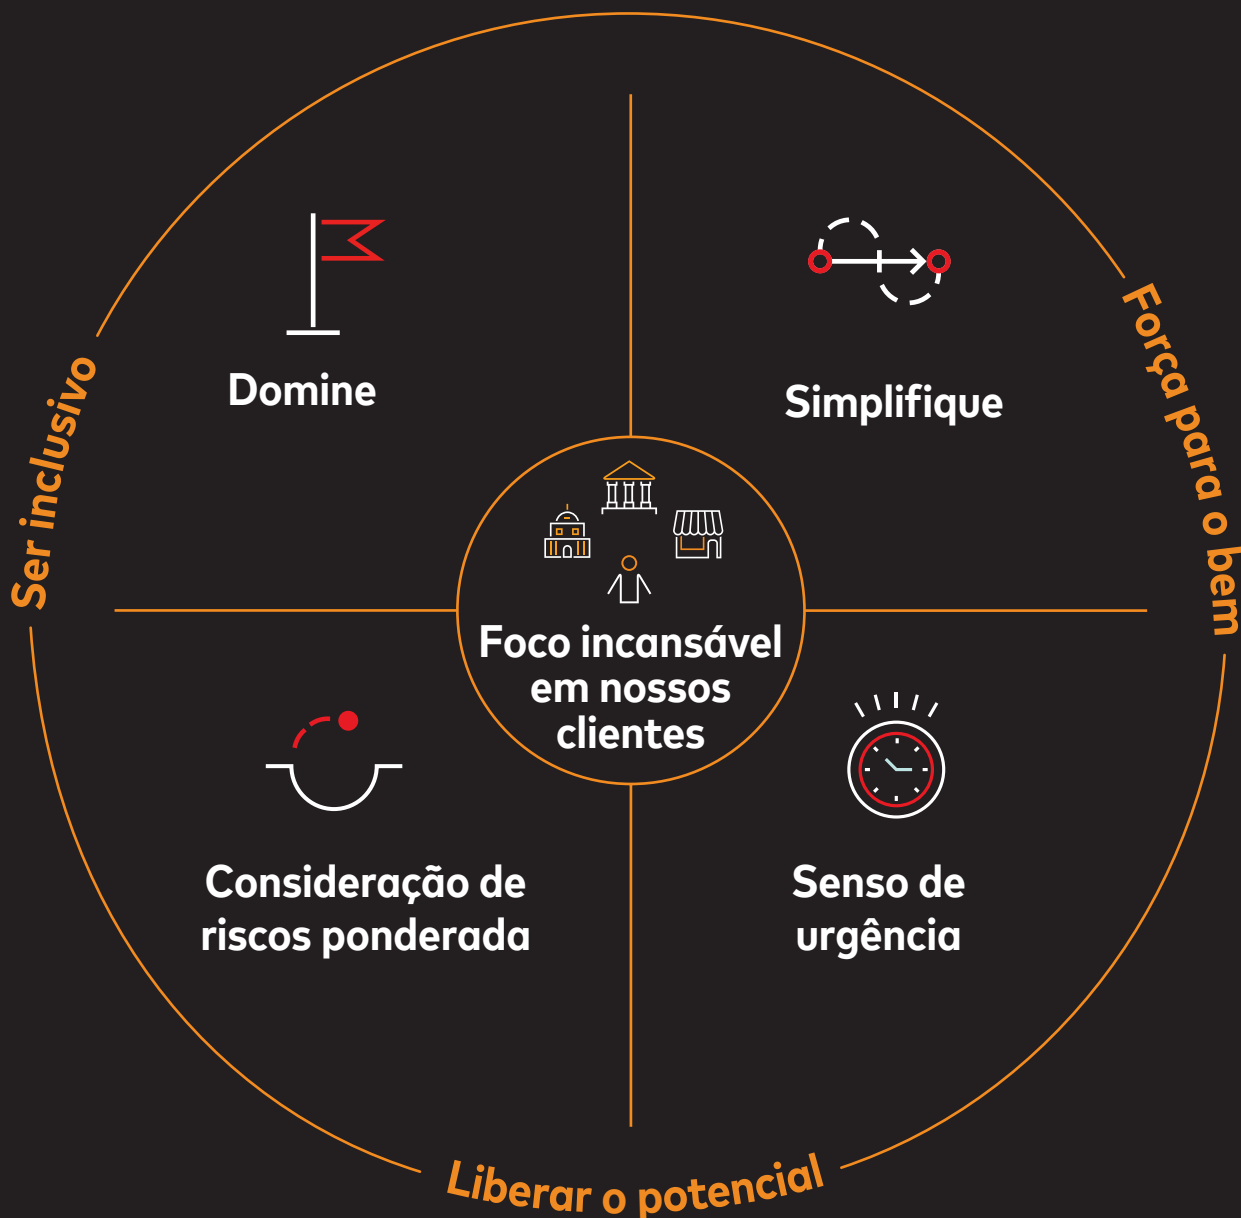 Ser inclusivo
Força para o bem
Domine
Simplifique
Foco incansável
em nossos
clientes
Consideração de
riscos ponderada
Senso de
urgência
Liberar o potencial